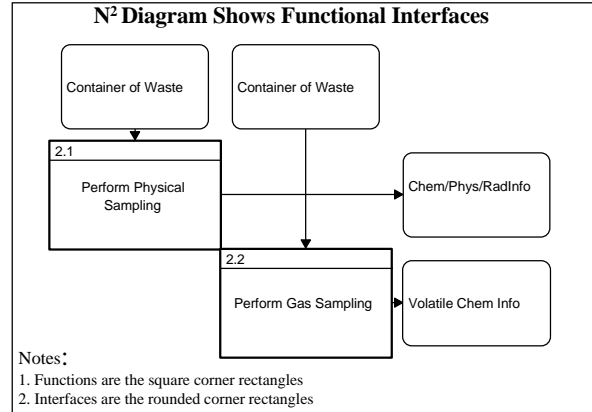 N² Diagram Shows Functional Interfaces
Container of Waste
Container of Waste
2.1
Perform Physical
Sampling
Chem/Phys/RadInfo
2.2
Perform Gas Sampling
Volatile Chem Info
Notes:
1. Functions are the square corner rectangles
2. Interfaces are the rounded corner rectangles